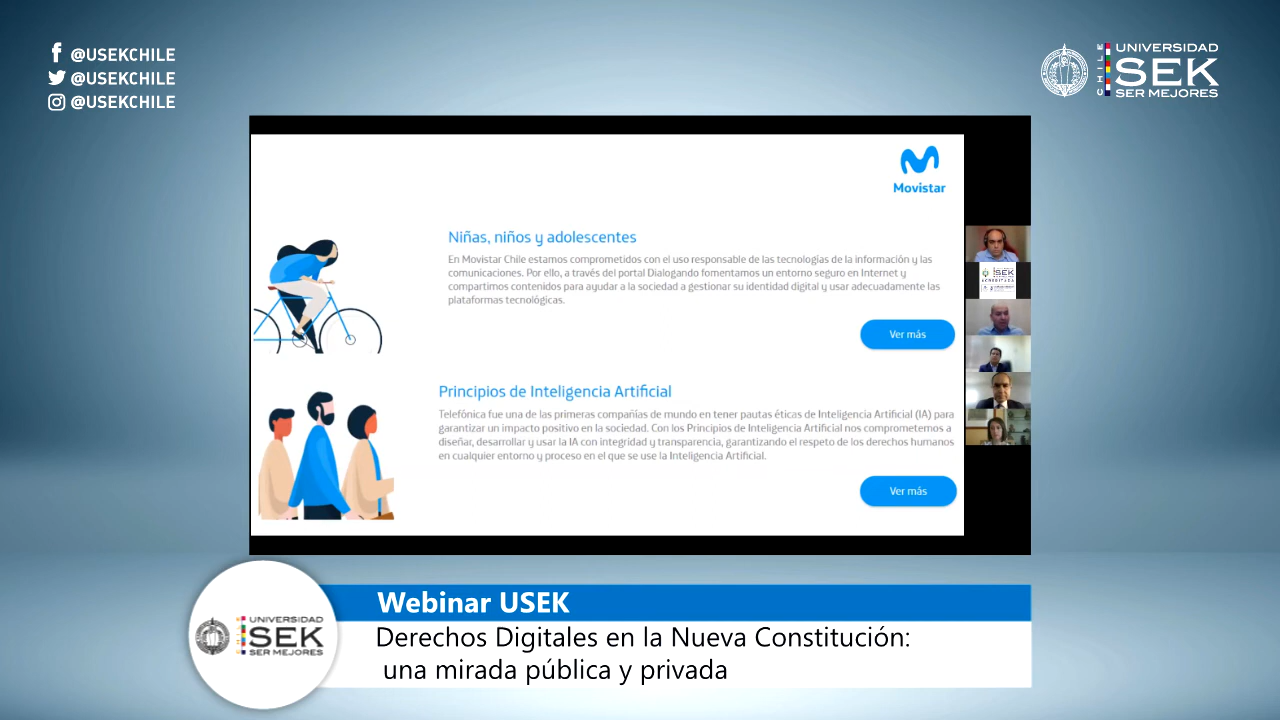 @USEKCHILE
@USEKCHILE
@USEKCHILE
CHILE
UNIVERSIDAD
SEK
SER MEJORES
Movistar
Niñas, niños y adolescentes
En Movistar Chile estamos comprometidos con el uso responsable de las tecnologías de la información y las
comunicaciones. Por ello, a través del portal Dialogando fomentamos un entorno seguro en Internet y
compartimos contenidos para ayudar a la sociedad a gestionar su identidad digital y usar adecuadamente las
plataformas tecnológicas.
Ver más
Principios de Inteligencia Artificial
Telefónica fue una de las primeras compañías de mundo en tener pautas éticas de Inteligencia Artificial (IA) para
garantizar un impacto positivo en la sociedad. Con los Principios de Inteligencia Artificial nos comprometemos a
diseñar, desarrollar y usar la IA con integridad y transparencia, garantizando el respeto de los derechos humanos
en cualquier entorno y proceso en el que se use la Inteligencia Artificial.
Ver más
SEK
ACREDITADA
UNIVERSIDAD
SEK
SER MEJORES
Webinar USEK
Derechos Digitales en la Nueva Constitución:
una mirada pública y privada